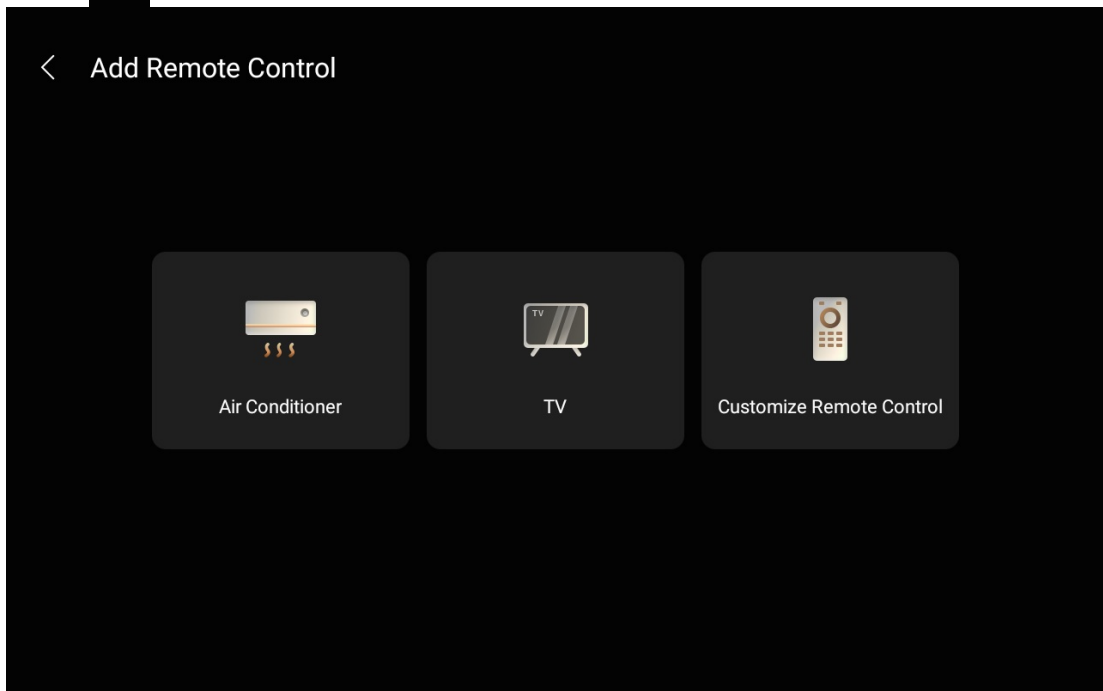 Add Remote Control
TV
Air Conditioner
TV
Customize Remote Control